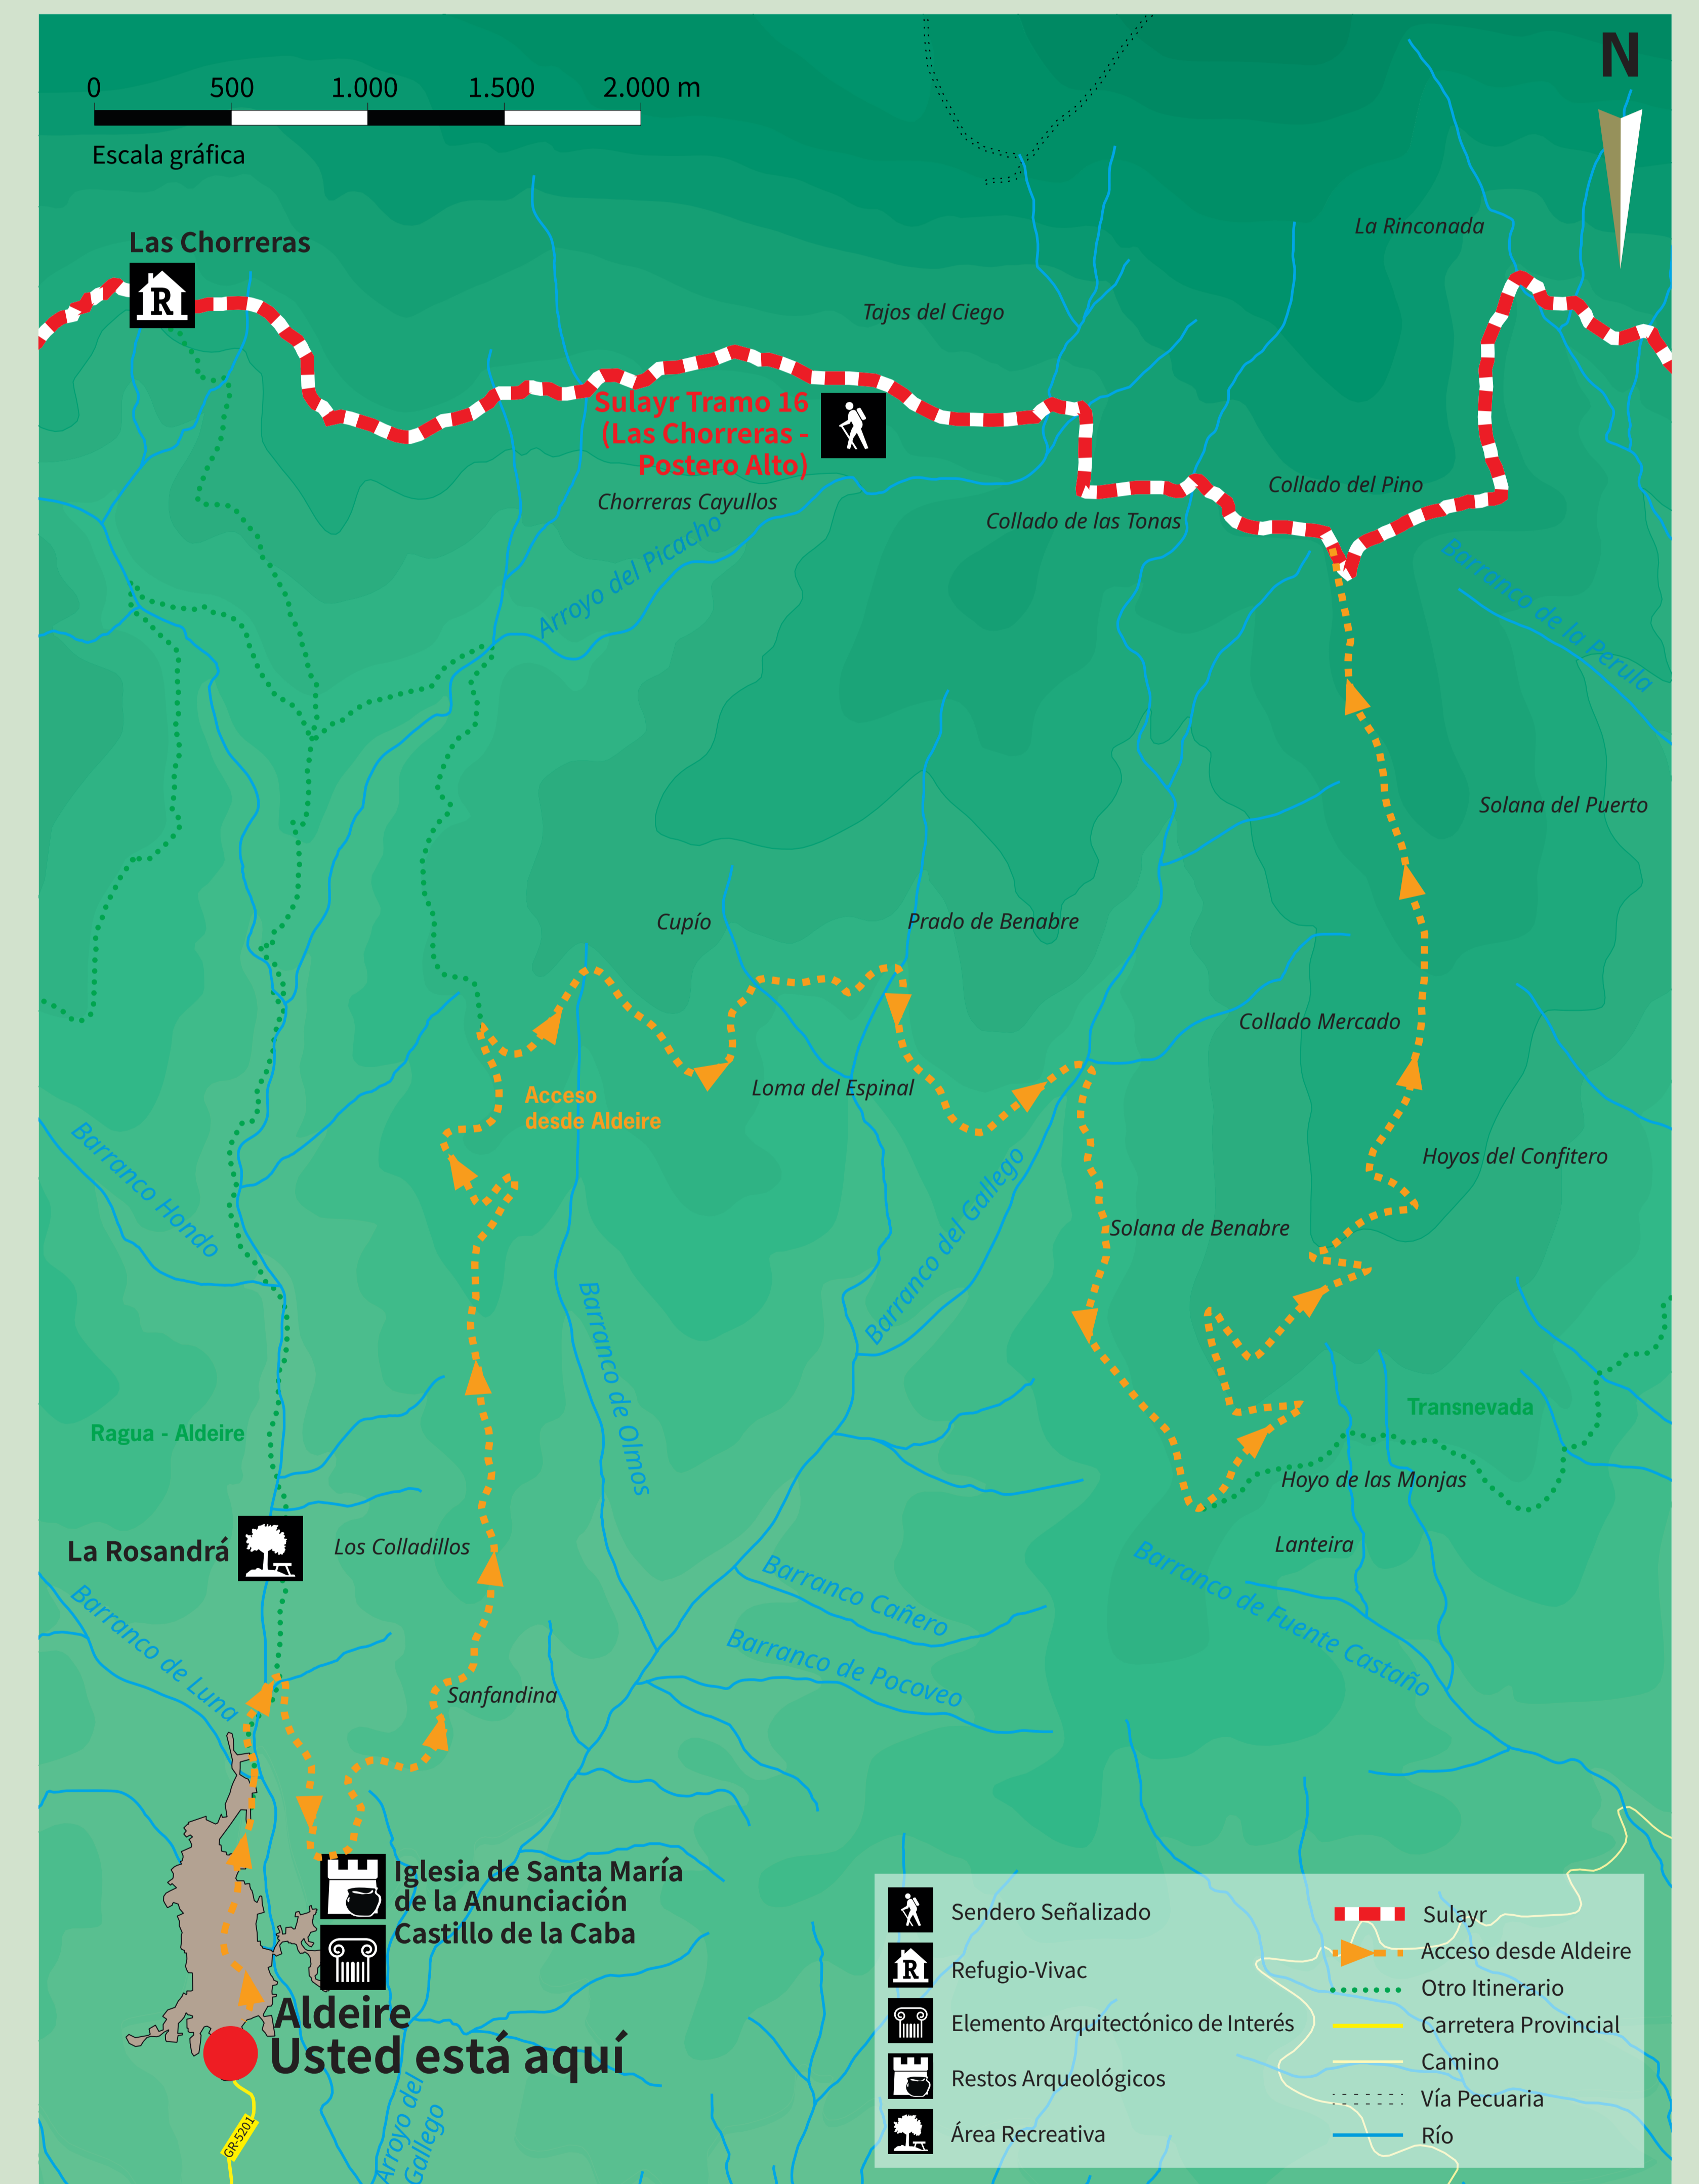 N
0 500 1.000 1.500 2.000 m
Escala gráfica
La Rinconada
Las Chorreras
R
Tajos del Ciego
Sulayr Tramo 16
(Las Chorreras -
Postero Alto)
Chorreras Cayullos
Collado del Pino
Collado de las Tonas
Arroyo del Picacho
Barranco de la Perula
Solana del Puerto
Cupío
Prado de Benabre
Collado Mercado
Loma del Espinal
Acceso
desde Aldeire
Barranco Hondo
Hoyos del Confitero
Barranco del Gallego
Solana de Benabre
Barranco de Olmos
Ragua - Aldeire
Transnevada
Hoyo de las Monjas
La Rosandrá
Los Colladillos
Lanteira
Barranco Cañero
Barranco de Fuente Castaño
Barranco de Luna
Barranco de Pocoveo
Sanfandina
Iglesia de Santa María
de la Anunciación
Castillo de la Caba
Aldeire
Usted está aquí
GR-5201
Arroyo del
Gallego
Sendero Señalizado
R
Refugio-Vivac
Elemento Arquitectónico de Interés
Restos Arqueológicos
Área Recreativa
Sulayr
Acceso desde Aldeire
Otro Itinerario
Carretera Provincial
Camino
Vía Pecuaria
Río